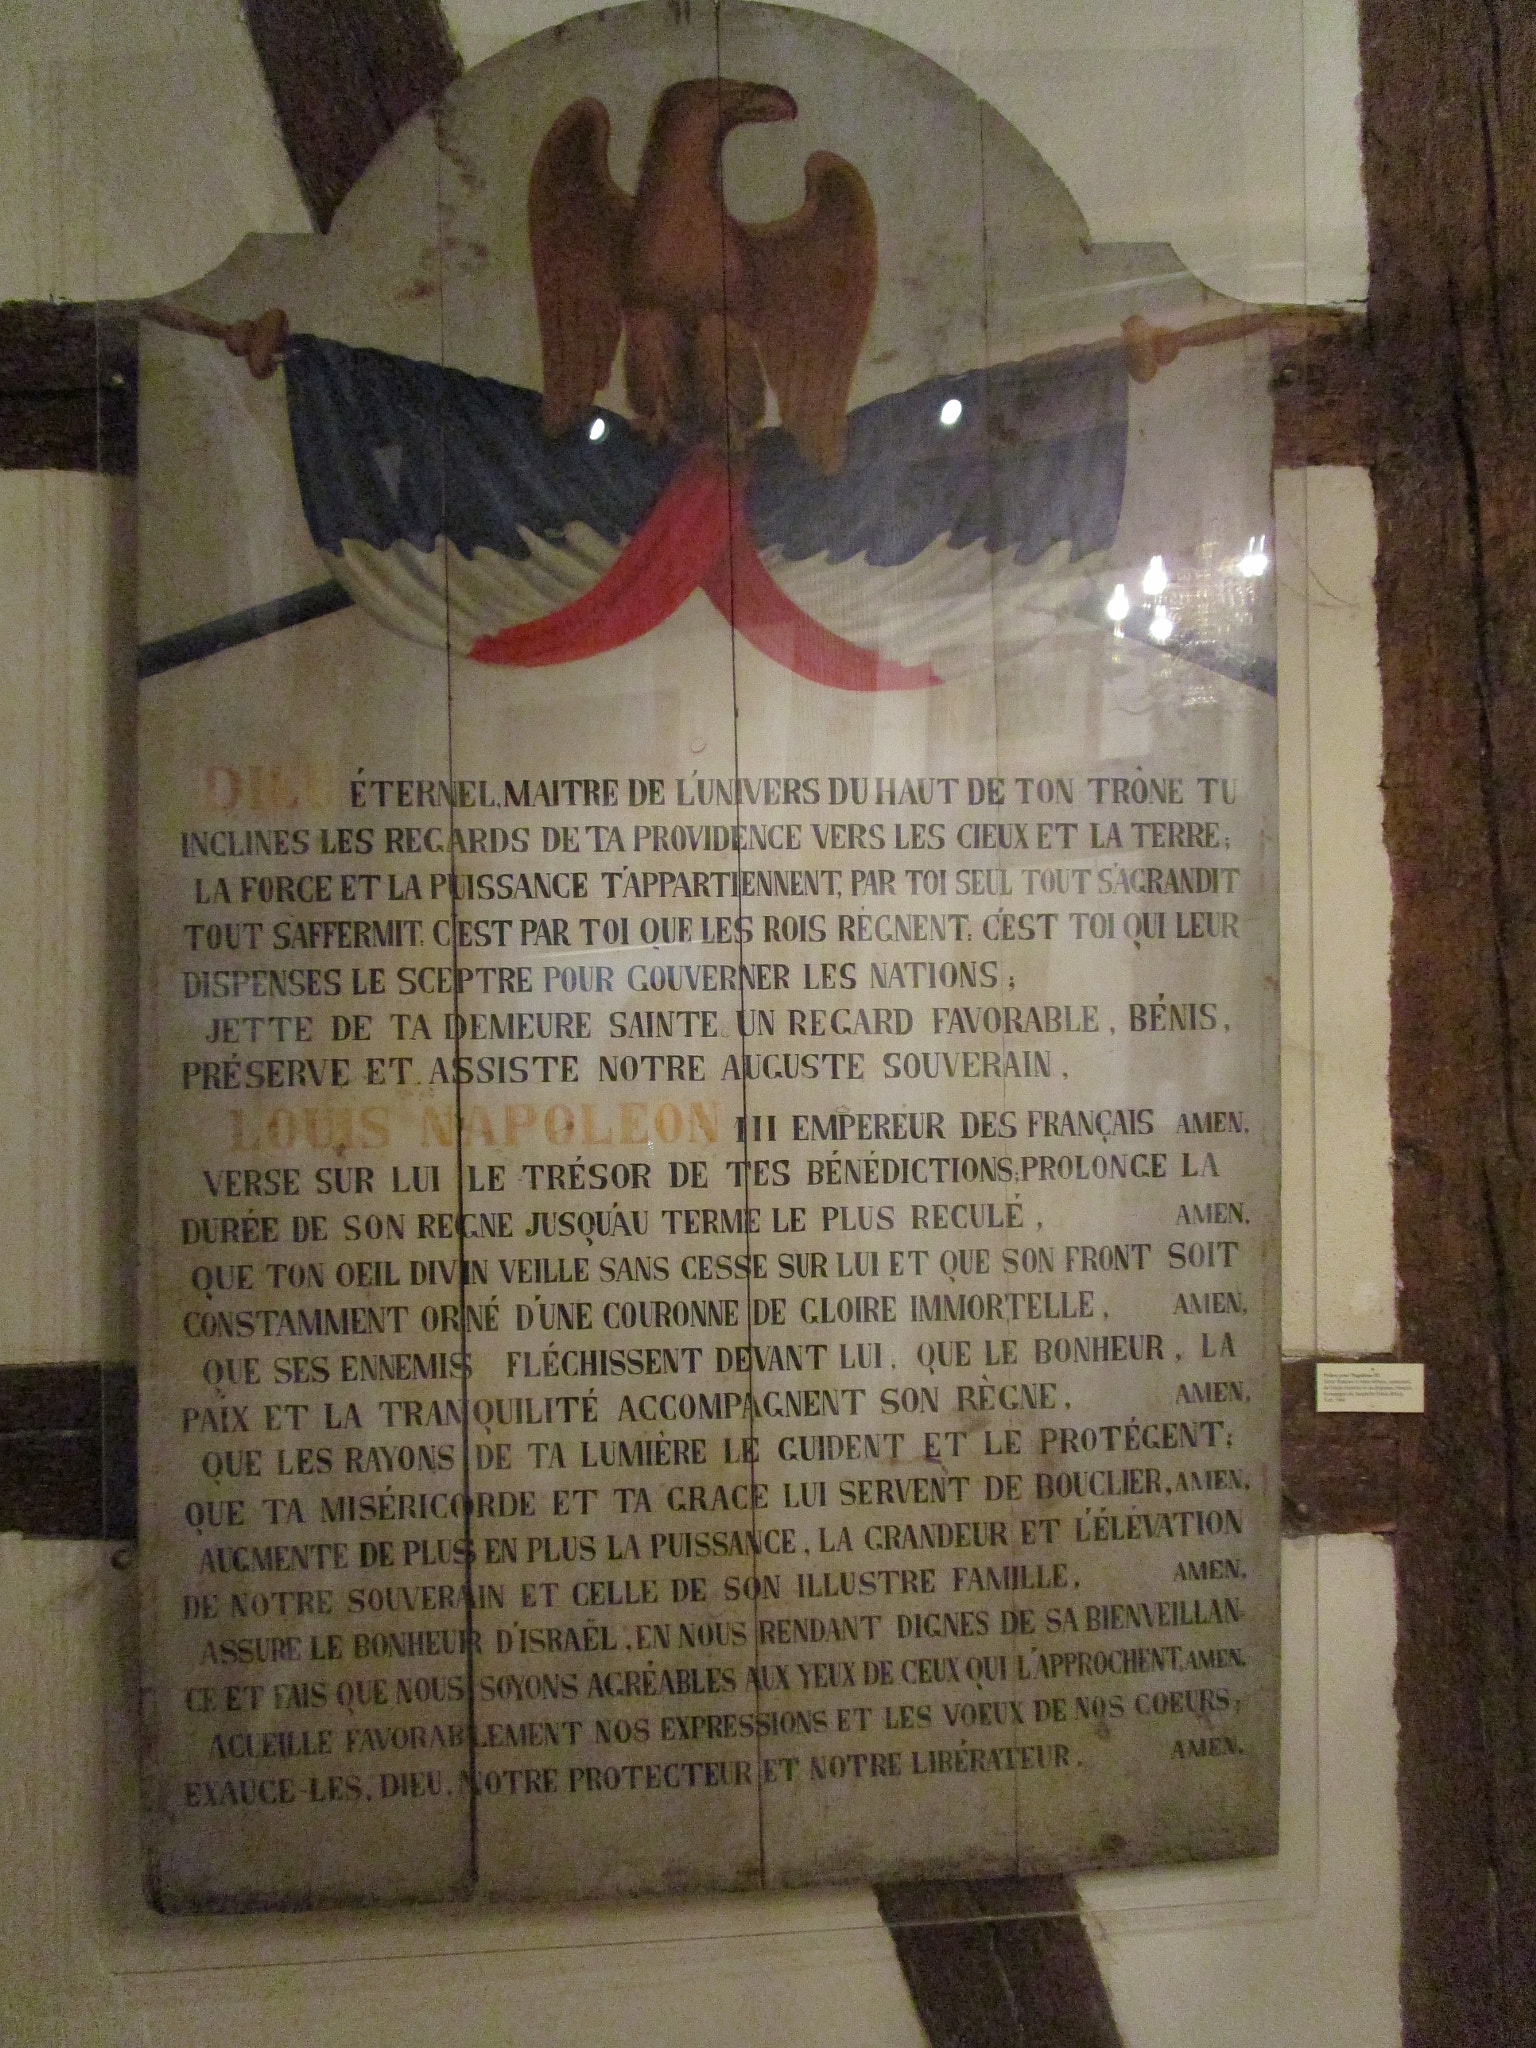 DIEU ÉTERNEL, MAITRE DE L'UNIVERS DU HAUT DE TON TRÔNE TU
INCLINES LES REGARDS DE TA PROVIDENCE VERS LES CIEUX ET LA TERRE;
LA FORCE ET LA PUISSANCE T'APPARTIENNENT, PAR TOI SEUL TOUT S'AGRANDIT
TOUT S'AFFERMIT. C'EST PAR TOI QUE LES ROIS RÈGNENT; C'EST TOI QUI LEUR
DISPENSES LE SCEPTRE POUR GOUVERNER LES NATIONS;
JETTE DE TA DEMEURE SAINTE UN REGARD FAVORABLE, BÉNIS,
PRÉSERVE ET ASSISTE NOTRE AUGUSTE SOUVERAIN,
LOUIS NAPOLEON III EMPEREUR DES FRANÇAIS AMEN.
VERSE SUR LUI LE TRÉSOR DE TES BÉNÉDICTIONS; PROLONGE LA
DURÉE DE SON REGNE JUSQU'AU TERME LE PLUS RECULÉ, AMEN.
QUE TON OEIL DIVIN VEILLE SANS CESSE SUR LUI ET QUE SON FRONT SOIT
CONSTAMMENT ORNÉ D'UNE COURONNE DE GLOIRE IMMORTELLE, AMEN.
QUE SES ENNEMIS FLÉCHISSENT DEVANT LUI, QUE LE BONHEUR, LA
PAIX ET LA TRANQUILITÉ ACCOMPAGNENT SON RÈGNE, AMEN.
QUE LES RAYONS DE TA LUMIÈRE LE GUIDENT ET LE PROTÉGENT;
QUE TA MISÉRICORDE ET TA GRACE LUI SERVENT DE BOUCLIER, AMEN.
AUGMENTE DE PLUS EN PLUS LA PUISSANCE, LA GRANDEUR ET L'ÉLÉVATION
DE NOTRE SOUVERAIN ET CELLE DE SON ILLUSTRE FAMILLE, AMEN.
ASSURE LE BONHEUR D'ISRAËL, EN NOUS RENDANT DIGNES DE SA BIENVEILLAN-
CE ET FAIS QUE NOUS SOYONS AGRÉABLES AUX YEUX DE CEUX QUI L'APPROCHENT, AMEN.
ACUEILLE FAVORABLEMENT NOS EXPRESSIONS ET LES VOEUX DE NOS COEURS;
EXAUCE-LES, DIEU, NOTRE PROTECTEUR ET NOTRE LIBÉRATEUR. AMEN.